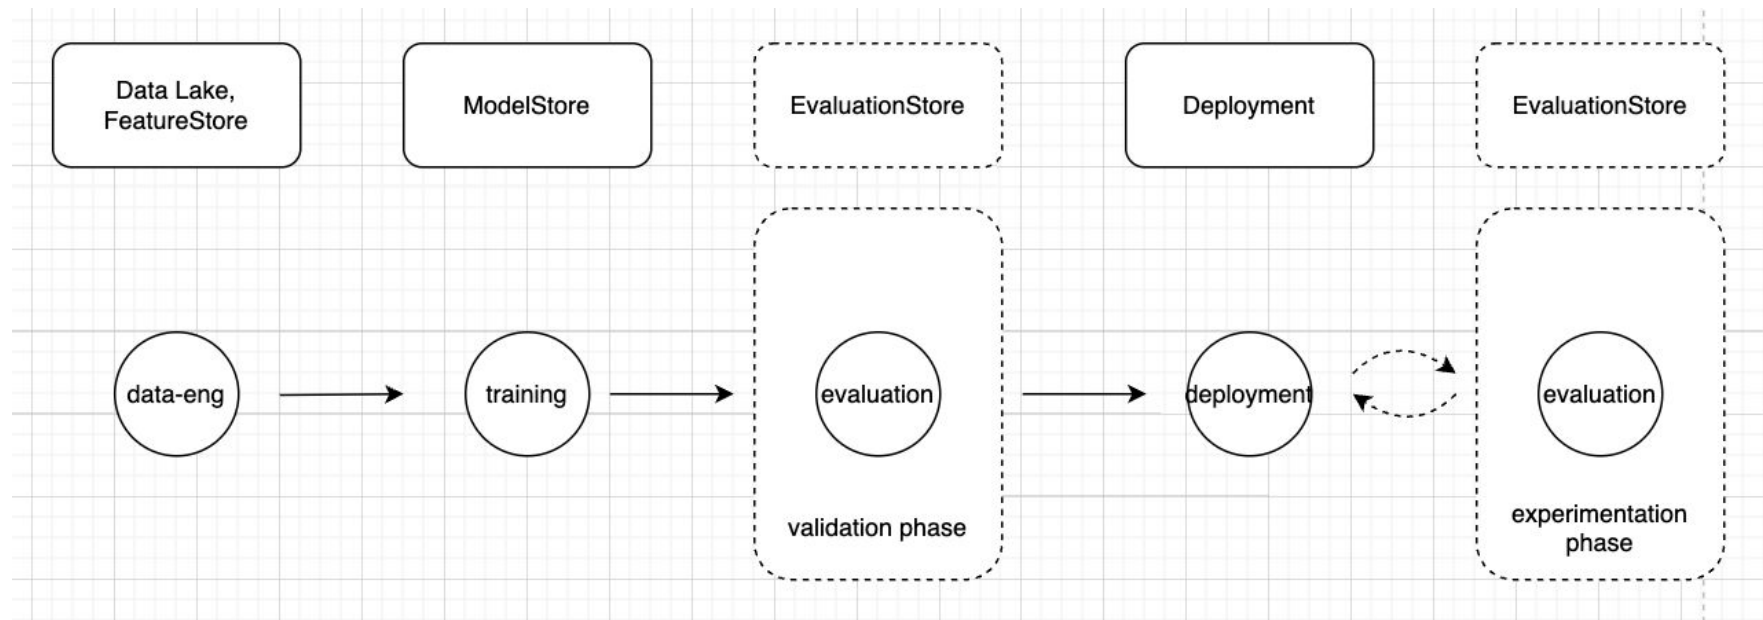 Data Lake,
FeatureStore
ModelStore
EvaluationStore
Deployment
EvaluationStore
data-eng
training
evaluation
deployment
evaluation
validation phase
experimentation
phase